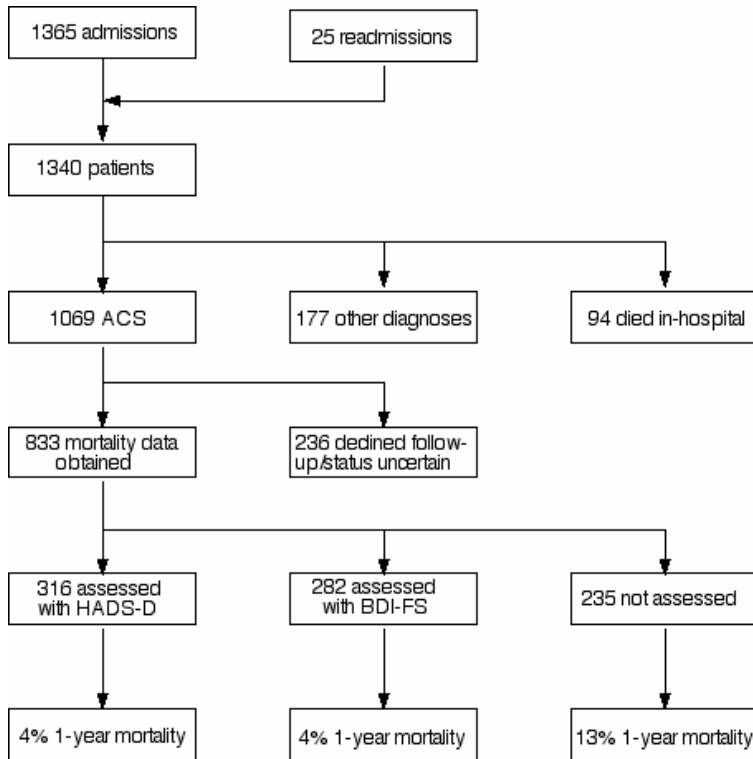 1365 admissions
25 readmissions
1340 patients
1069 ACS
177 other diagnoses
94 died in-hospital
833 mortality data
obtained
236 declined follow-
up/status uncertain
316 assessed
with HADS-D
282 assessed
with BDI-FS
235 not assessed
4% 1-year mortality
4% 1-year mortality
13% 1-year mortality